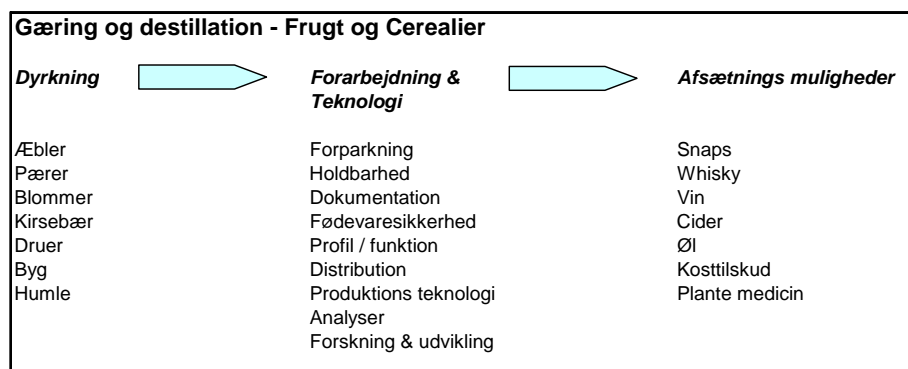 Gæring og destillation - Frugt og Cerealier
Dyrkning
Forarbejdning &
Teknologi
Afsætnings muligheder
Æbler
Forparkning
Snaps
Pærer
Holdbarhed
Whisky
Blommer
Dokumentation
Vin
Kirsebær
Fødevaresikkerhed
Cider
Druer
Profil / funktion
Øl
Byg
Distribution
Kosttilskud
Humle
Produktions teknologi
Plante medicin
Analyser
Forskning & udvikling